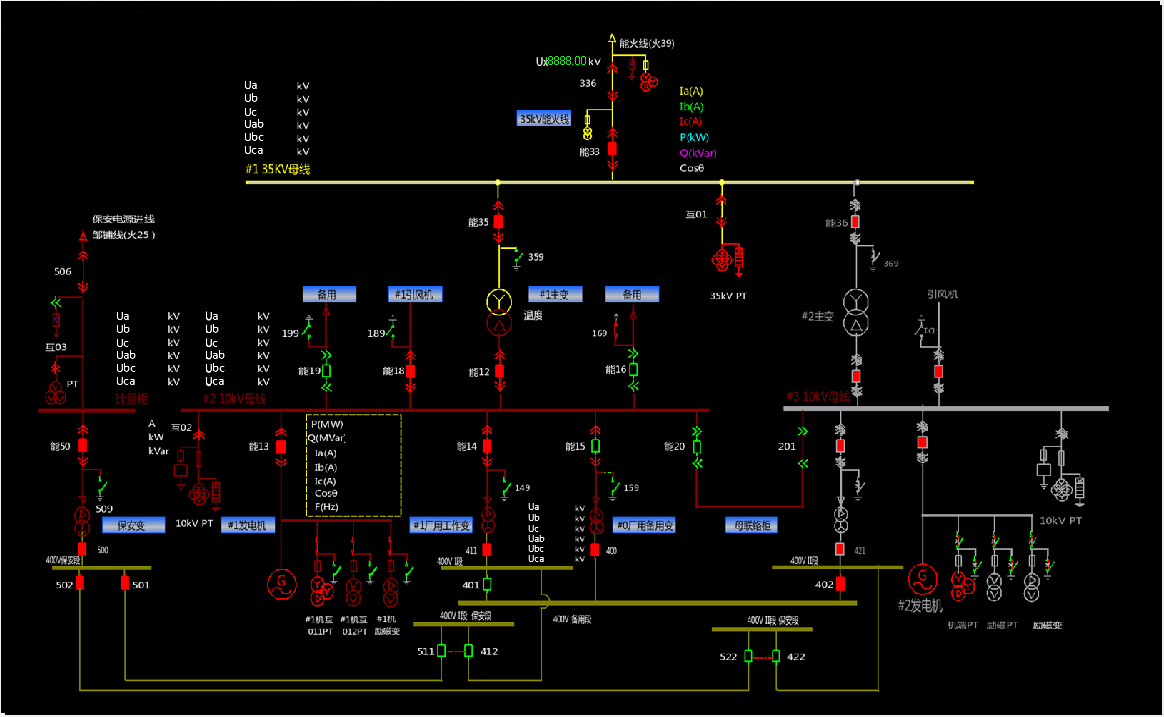 能火线(火39)
Ux8888.00 kV
336
Ua kV
Ub kV
Uc kV
Uab kV
Ubc kV
Uca kV
Ia(A)
Ib(A)
Ic(A)
P(kW)
Q(kVar)
Cosθ
35kV能火线
能33
#1 35KV母线
保安电源进线
邹铺线(火25 )
506
能35
互01
能36
359
369
35kV PT
备用
#1引风机
#1主变
备用
引风机
温度
#2主变
199
189
169
互03
PT
Ua kV Ua kV
Ub kV Ub kV
Uc kV Uc kV
Uab kV Uab kV
Ubc kV Ubc kV
Uca kV Uca kV
能19
能18
能12
能16
计量柜
#2 10kV母线
10kV母线
A
kW
kVar
互02
能50
能13
P(MW)
Q(MVar)
Ia(A)
Ib(A)
Ic(A)
Cosθ
F(Hz)
能14
能15
能20
201
509
149
159
10kV PT
10kV PT
保安变
#1发电机
#1厂用工作变
#0厂用备用变
母联络柜
Ua kV
Ub kV
Uc kV
Uab kV
Ubc kV
Uca kV
500
411
400
421
400V保安段
400V I段
400V II段
502
501
401
402
#2发电机
G
G
#1机互
011PT
#1机互
012PT
#1机
励磁变
机端PT
励磁PT
励磁变
400V I段 保安段
400V 备用段
400V II段 保安段
511
412
522
422